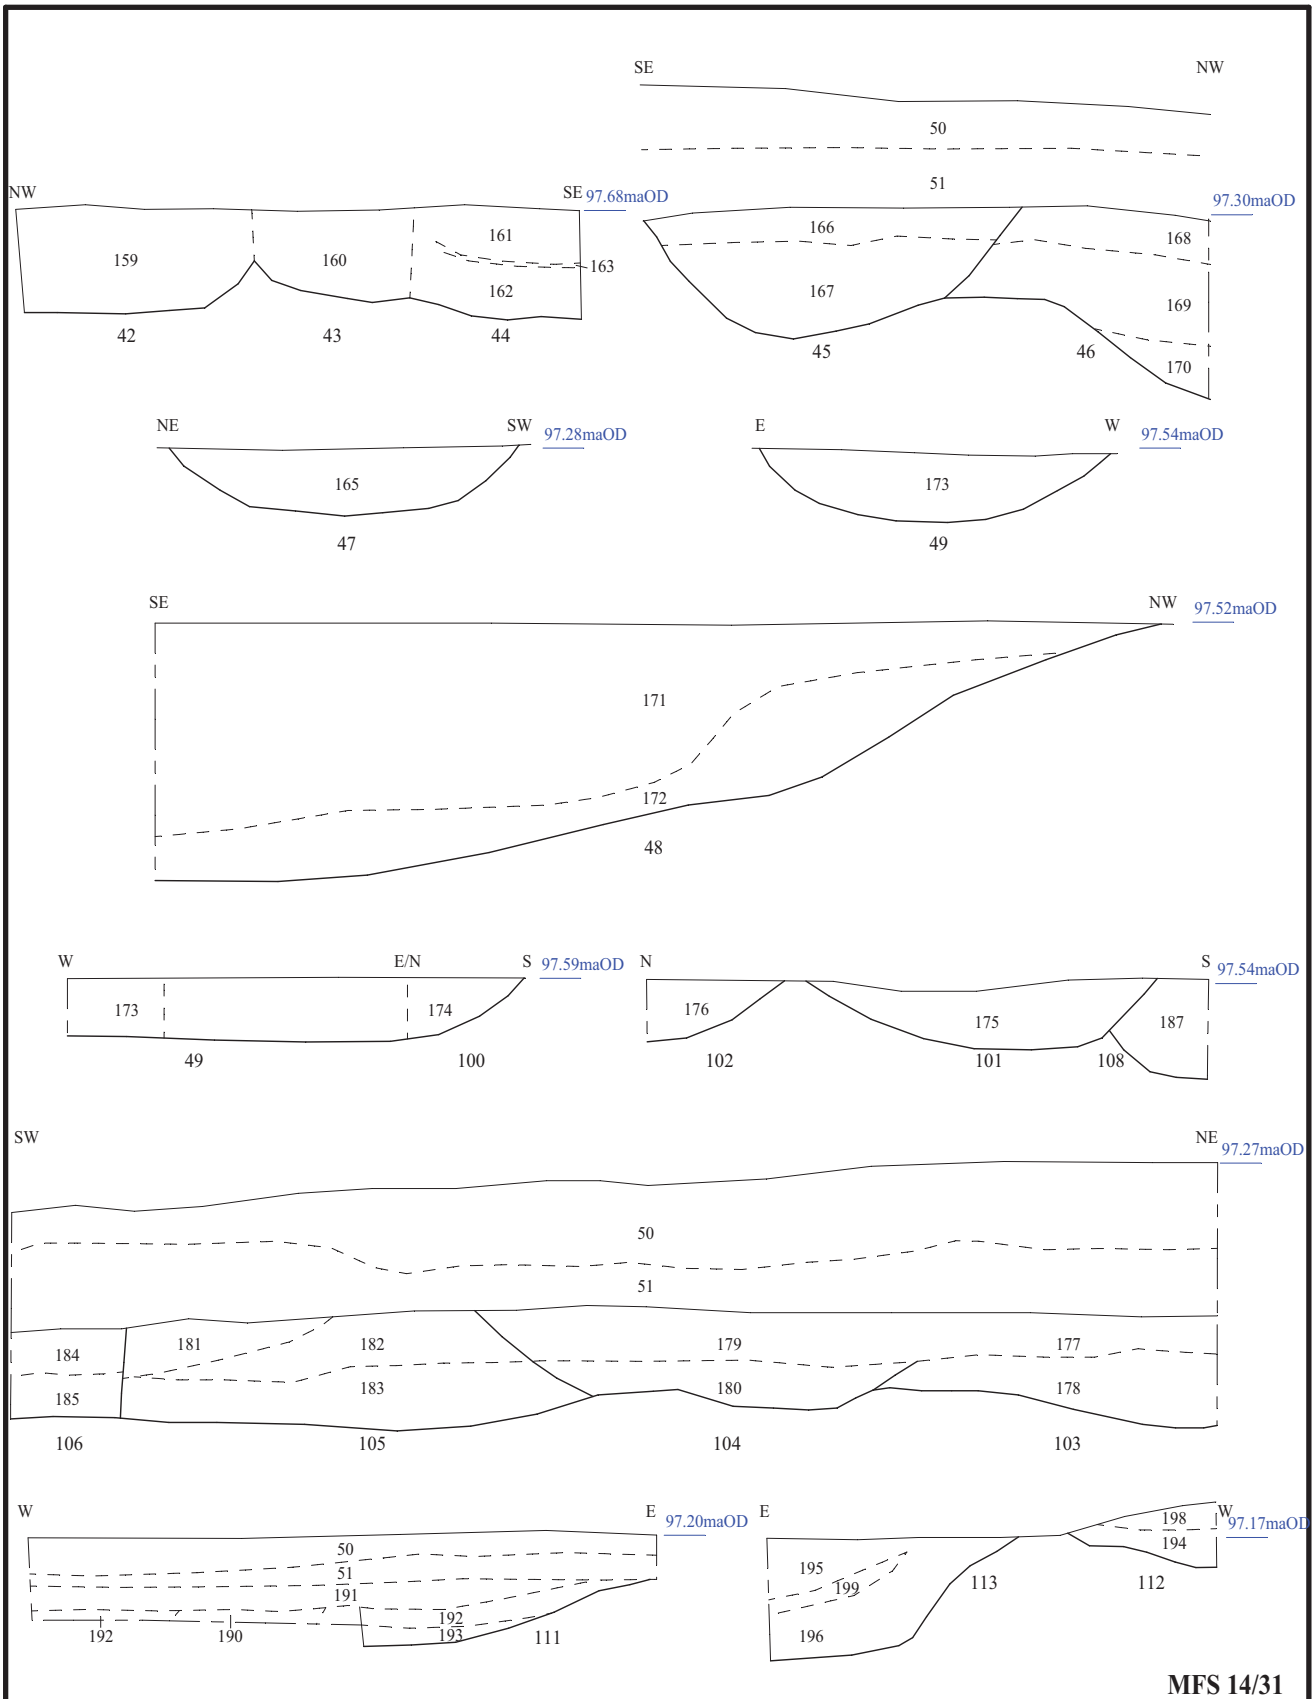 SE NW
50
51
NW SE 97.68maOD 97.30maOD
159 160 161 163 162
166 168 167 169 170
42 43 44 45 46
NE SW 97.28maOD E W 97.54maOD
165 173
47 49
SE NW 97.52maOD
171
172
48
W E/N S 97.59maOD N S 97.54maOD
173 174 176 175 187
49 100 102 101 108
SW NE 97.27maOD
50
51
181 182 179 177
184 183 180 178
185
106 105 104 103
W E 97.20maOD E W 97.17maOD
50 198
51 195 194
191 199
192 113 112
192 190 193 111 196
MFS 14/31